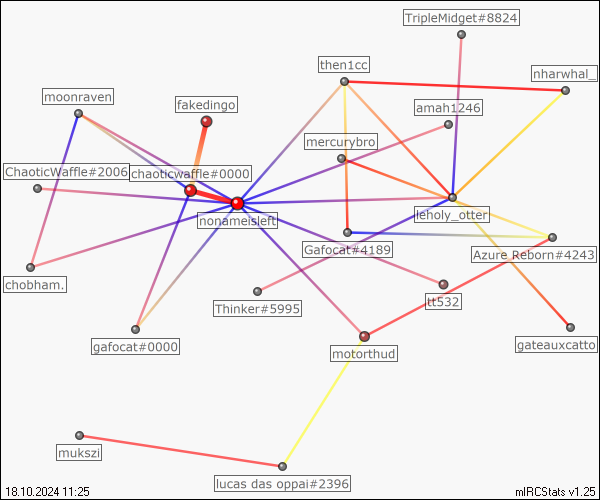 TripleMidget#8824
then1cc
nharwhal_
moonraven
fakedingo
amah1246
mercurybro
ChaoticWaffle#2006
chaoticwaffle#0000
nonameisleft
leholy_otter
Gafocat#4189
Azure Reborn#4243
chobham.
Thinker#5995
tt532
gafocat#0000
motorthud
gateauxcatto
mukszi
lucas das oppai#2396
18.10.2024 11:25
mIRCStats v1.25